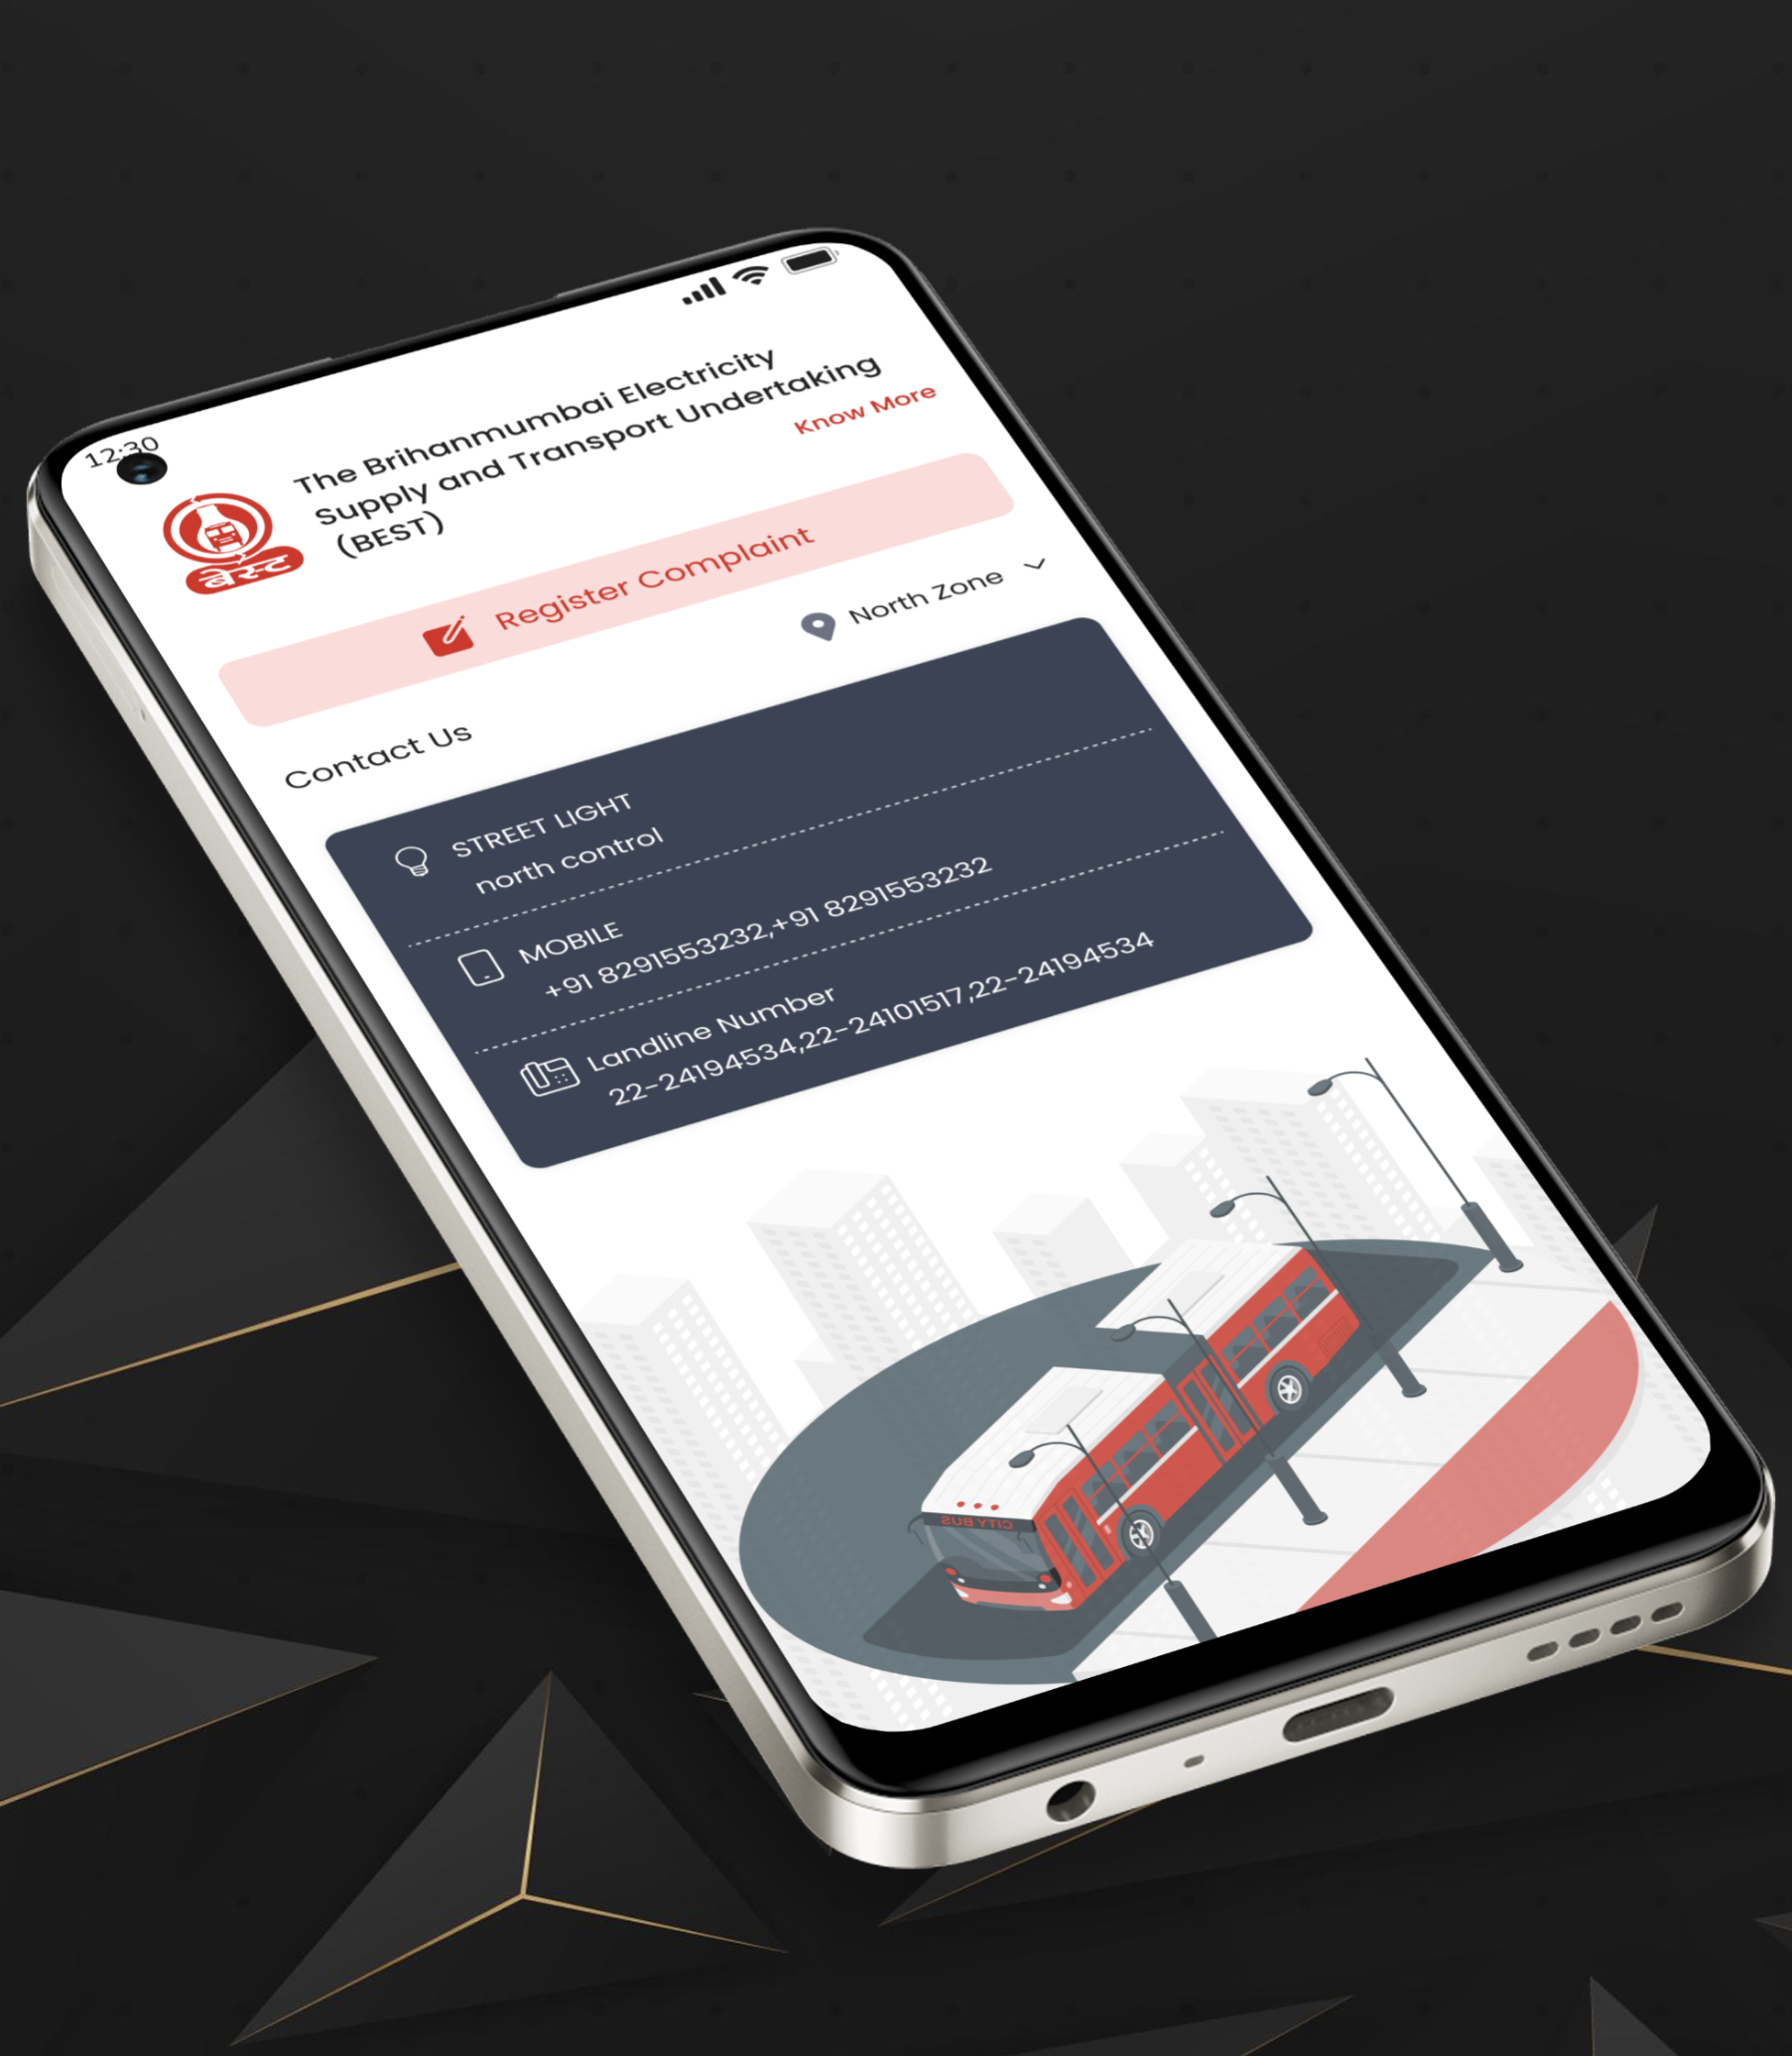 12:30
The Brihanmumbai Electricity
Supply and Transport Undertaking
(BEST)
Know More
बेस्ट
Register Complaint
North Zone
Contact Us
STREET LIGHT
north control
MOBILE
+91 8291553232,+91 8291553232
Landline Number
22-24194534,22-24101517,22-24194534
CITY BUS